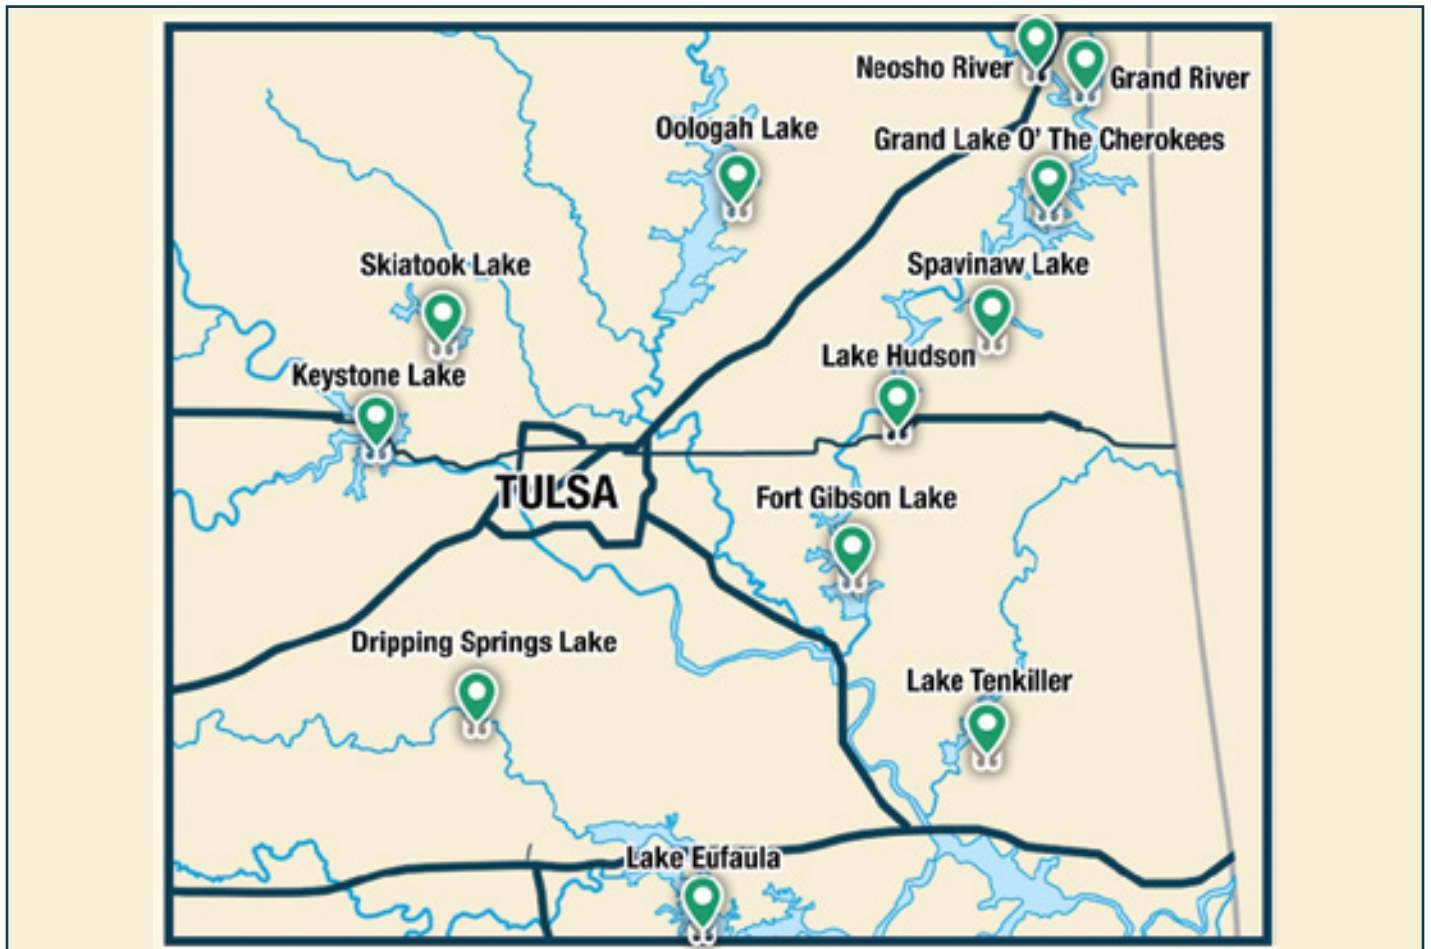 Neosho River
Grand River
Oologah Lake
Grand Lake O' The Cherokees
Skiatook Lake
Spavinaw Lake
Lake Hudson
Keystone Lake
TULSA
Fort Gibson Lake
Dripping Springs Lake
Lake Tenkiller
Lake Eufaula